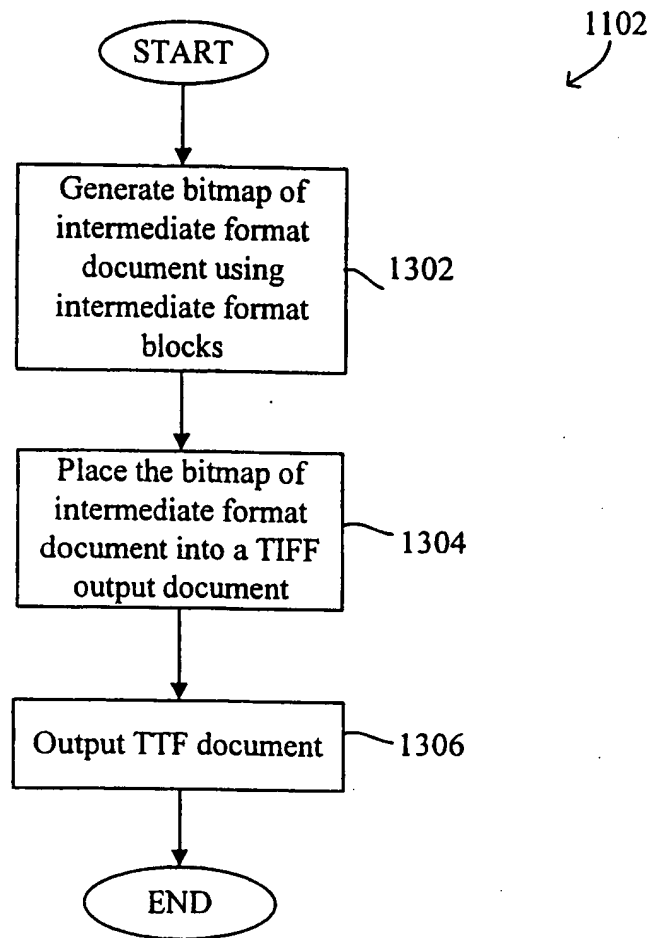 1102
START
Generate bitmap of
intermediate format
document using
intermediate format
blocks
1302
Place the bitmap of
intermediate format
document into a TIFF
output document
1304
Output TTF document
1306
END